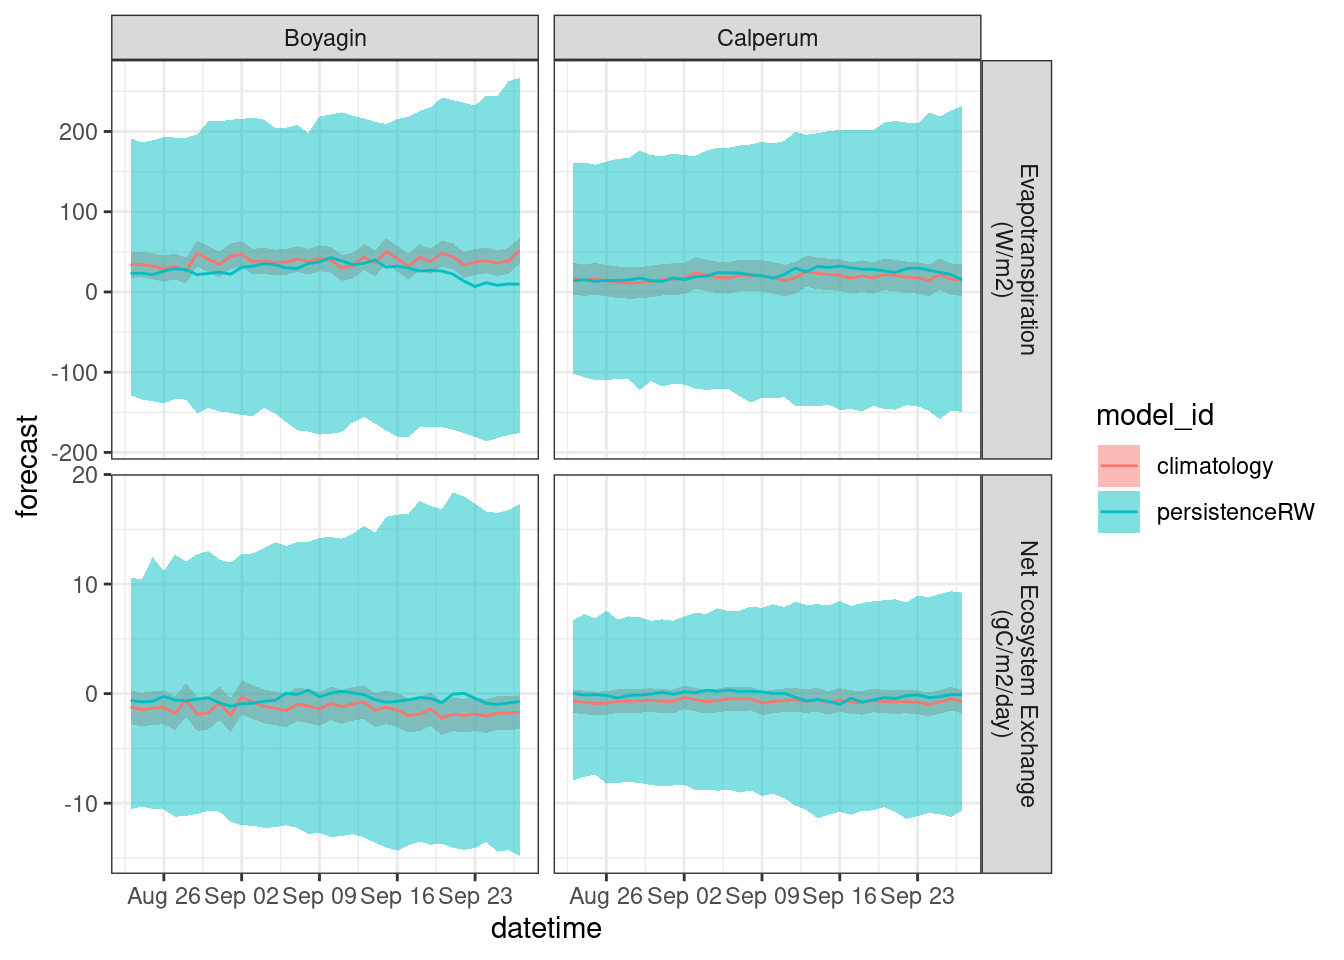 Boyagin
Calperum
200
100
0
-100
-200
Evapotranspiration
(W/m2)
forecast
20
10
0
-10
Net Ecosystem Exchange
(gC/m2/day)
Aug 26 Sep 02 Sep 09 Sep 16 Sep 23
Aug 26 Sep 02 Sep 09 Sep 16 Sep 23
datetime
model_id
climatology
persistenceRW